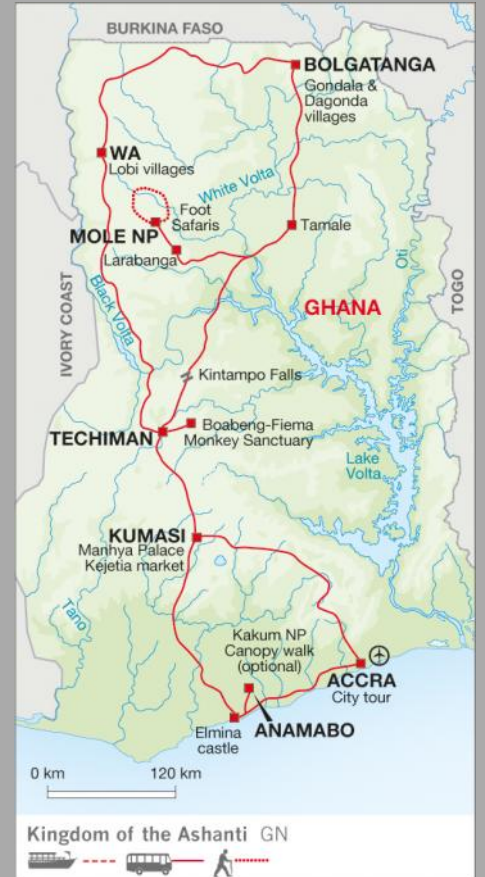 BURKINA FASO
BOLGATANGA
Gondala &
Dagonda
villages
WA
Lobi villages
White Volta
Foot
Safaris
MOLE NP
Larabanga
Tamale
Oti
Black Volta
IVORY COAST
GHANA
TOGO
Kintampo Falls
Boabeng-Fiema
Monkey Sanctuary
TECHIMAN
Lake
Volta
KUMASI
Manhya Palace
Kejetia market
Tano
Kakum NP
Canopy walk
(optional)
ACCRA
City tour
Elmina
castle
ANAMABO
0 km 120 km
Kingdom of the Ashanti GN